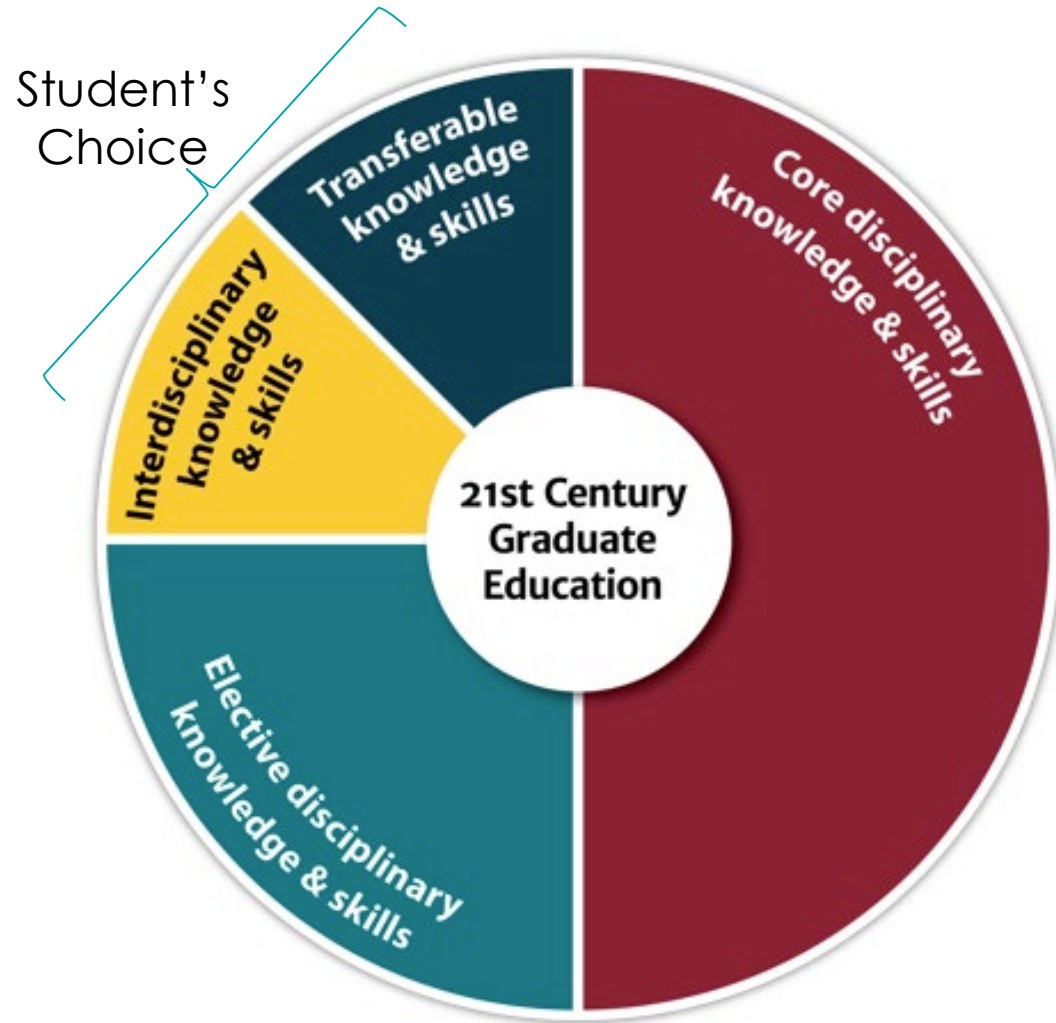 Student’s
Choice
Transferable
knowledge
& skills
Core disciplinary
knowledge & skills
Interdisciplinary
knowledge
& skills
21st Century
Graduate
Education
Elective disciplinary
knowledge & skills